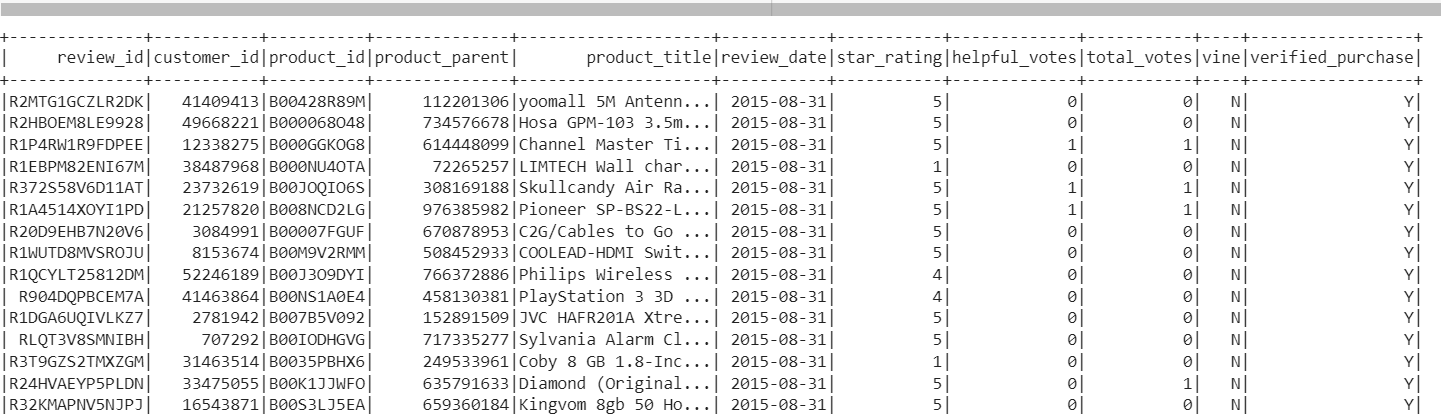 +--------------+-----------+----------+--------------+--------------------+-----------+-----------+-------------+-----------+----+-----------------+
|     review_id|customer_id|product_id|product_parent|       product_title|review_date|star_rating|helpful_votes|total_votes|vine|verified_purchase|
+--------------+-----------+----------+--------------+--------------------+-----------+-----------+-------------+-----------+----+-----------------+
|R2MTG1GCZLR2DK|   41409413|B00428R89M|     112201306|yoomall 5M Antenn...| 2015-08-31|          5|            0|          0|   N|                Y|
|R2HBOEM8LE9928|   49668221|B000068O48|     734576678|Hosa GPM-103 3.5m...| 2015-08-31|          5|            0|          0|   N|                Y|
|R1P4RW1R9FDPEE|   12338275|B000GGKOG8|     614448099|Channel Master Ti...| 2015-08-31|          5|            1|          1|   N|                Y|
|R1EBPM82ENI67M|   38487968|B000NU4OTA|      72265257|LIMTECH Wall char...| 2015-08-31|          1|            0|          0|   N|                Y|
|R372S58V6D11AT|   23732619|B00JOQIO6S|     308169188|Skullcandy Air Ra...| 2015-08-31|          5|            1|          1|   N|                Y|
|R1A4514XOYI1PD|   21257820|B008NCD2LG|     976385982|Pioneer SP-BS22-L...| 2015-08-31|          5|            1|          1|   N|                Y|
|R20D9EHB7N20V6|    3084991|B00007FGUF|     670878953|C2G/Cables to Go ...| 2015-08-31|          5|            0|          0|   N|                Y|
|R1WUTD8MVSROJU|    8153674|B00M9V2RMM|     508452933|COOLEAD-HDMI Swit...| 2015-08-31|          5|            0|          0|   N|                Y|
|R1QCYLT25812DM|   52246189|B00J3O9DYI|     766372886|Philips Wireless ...| 2015-08-31|          4|            0|          0|   N|                Y|
| R904DQPBCEM7A|   41463864|B00NS1A0E4|     458130381|PlayStation 3 3D ...| 2015-08-31|          4|            0|          0|   N|                Y|
|R1DGA6UQIVLKZ7|    2781942|B007B5V092|     152891509|JVC HAFR201A Xtre...| 2015-08-31|          5|            0|          0|   N|                Y|
| RLQT3V8SMNIBH|     707292|B00IODHGVG|     717335277|Sylvania Alarm Cl...| 2015-08-31|          5|            0|          0|   N|                Y|
|R3T9GZS2TMXZGM|   31463514|B0035PBHX6|     249533961|Coby 8 GB 1.8-Inc...| 2015-08-31|          1|            0|          0|   N|                Y|
|R24HVAEYP5PLDN|   33475055|B00K1JJWFO|     635791633|Diamond (Original...| 2015-08-31|          5|            0|          1|   N|                Y|
|R32KMAPNV5NJPJ|   16543871|B00S3LJ5EA|     659360184|Kingvom 8gb 50 Ho...| 2015-08-31|          5|            0|          0|   N|                Y|